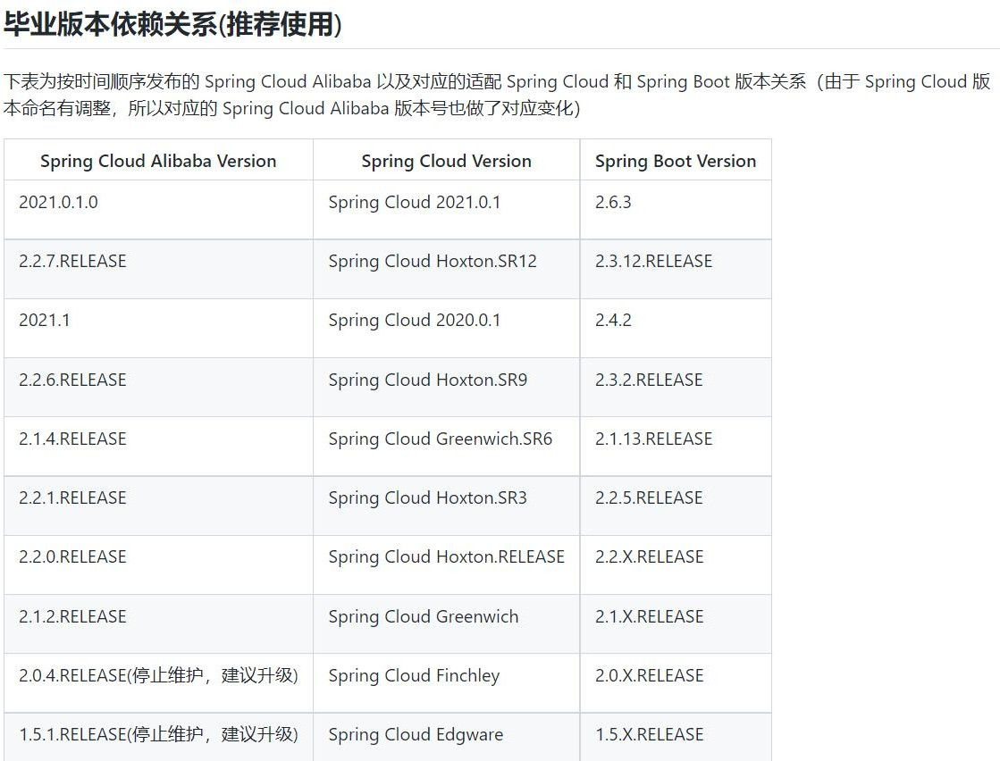 毕业版本依赖关系(推荐使用)
下表为按时间顺序发布的 Spring Cloud Alibaba 以及对应的适配 Spring Cloud 和 Spring Boot 版本关系（由于 Spring Cloud 版
本命名有调整，所以对应的 Spring Cloud Alibaba 版本号也做了对应变化）
Spring Cloud Alibaba Version Spring Cloud Version Spring Boot Version
2021.0.1.0 Spring Cloud 2021.0.1 2.6.3
2.2.7.RELEASE Spring Cloud Hoxton.SR12 2.3.12.RELEASE
2021.1 Spring Cloud 2020.0.1 2.4.2
2.2.6.RELEASE Spring Cloud Hoxton.SR9 2.3.2.RELEASE
2.1.4.RELEASE Spring Cloud Greenwich.SR6 2.1.13.RELEASE
2.2.1.RELEASE Spring Cloud Hoxton.SR3 2.2.5.RELEASE
2.2.0.RELEASE Spring Cloud Hoxton.RELEASE 2.2.X.RELEASE
2.1.2.RELEASE Spring Cloud Greenwich 2.1.X.RELEASE
2.0.4.RELEASE(停止维护，建议升级) Spring Cloud Finchley 2.0.X.RELEASE
1.5.1.RELEASE(停止维护，建议升级) Spring Cloud Edgware 1.5.X.RELEASE